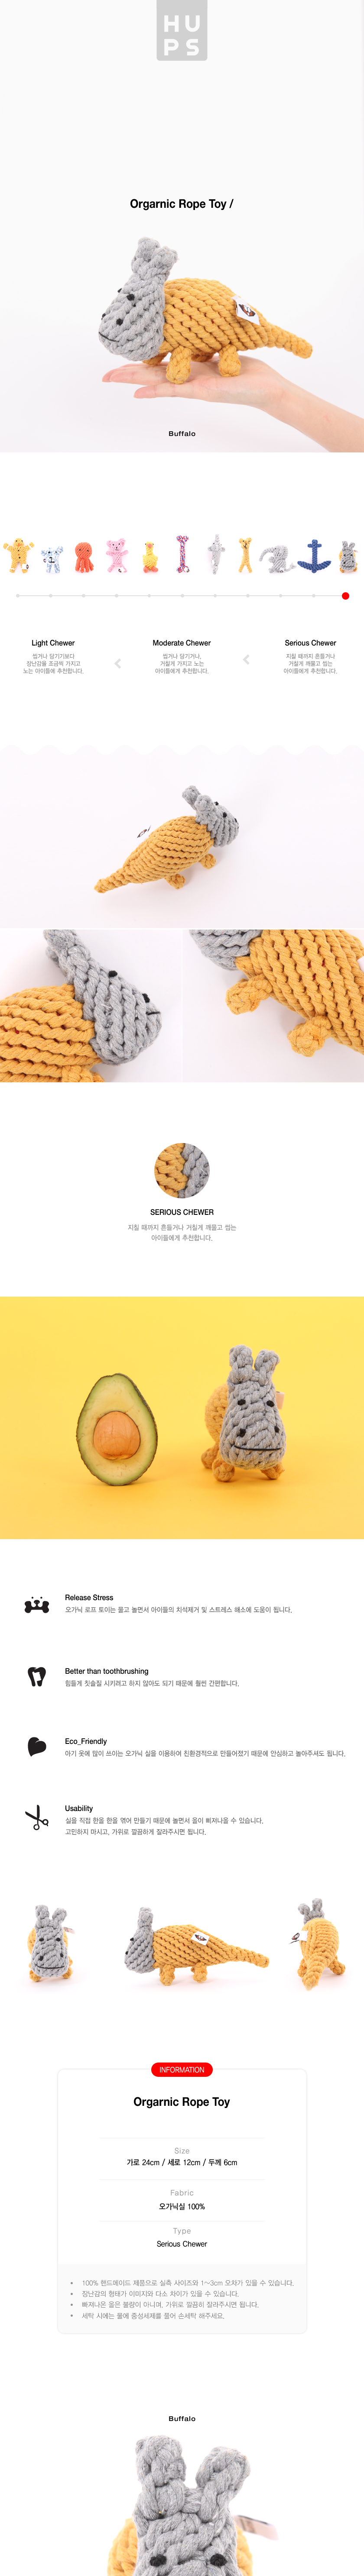 HU
PS
Orgarnic Rope Toy /
Buffalo
Light Chewer
씹거나 당기기보다
장난감을 조금씩 가지고
노는 아이들에 추천합니다.
Moderate Chewer
씹거나 당기거나,
거칠게 가지고 노는
아이들에게 추천합니다.
Serious Chewer
지칠 때까지 흔들거나
거칠게 깨물고 씹는
아이들에게 추천합니다.
SERIOUS CHEWER
지칠 때까지 흔들거나 거칠게 깨물고 씹는
아이들에게 추천합니다.
Release Stress
오가닉 로프 토이는 물고 놀면서 아이들의 치석제거 및 스트레스 해소에 도움이 됩니다.
Better than toothbrushing
힘들게 칫솔질 시키려고 하지 않아도 되기 때문에 훨씬 간편합니다.
Eco_Friendly
아기 옷에 많이 쓰이는 오가닉 실을 이용하여 친환경적으로 만들어졌기 때문에 안심하고 놀아주셔도 됩니다.
Usability
실을 직접 한올 한올 엮어 만들기 때문에 놀면서 올이 삐져나올 수 있습니다.
고민하지 마시고, 가위로 깔끔하게 잘라주시면 됩니다.
INFORMATION
Orgarnic Rope Toy
Size
가로 24cm / 세로 12cm / 두께 6cm
Fabric
오가닉실 100%
Type
Serious Chewer
• 100% 핸드메이드 제품으로 실측 사이즈와 1~3cm 오차가 있을 수 있습니다.
• 장난감의 형태가 이미지와 다소 차이가 있을 수 있습니다.
• 삐져나온 올은 불량이 아니며, 가위로 깔끔히 잘라주시면 됩니다.
• 세탁 시에는 물에 중성세제를 풀어 손세탁 해주세요.
Buffalo